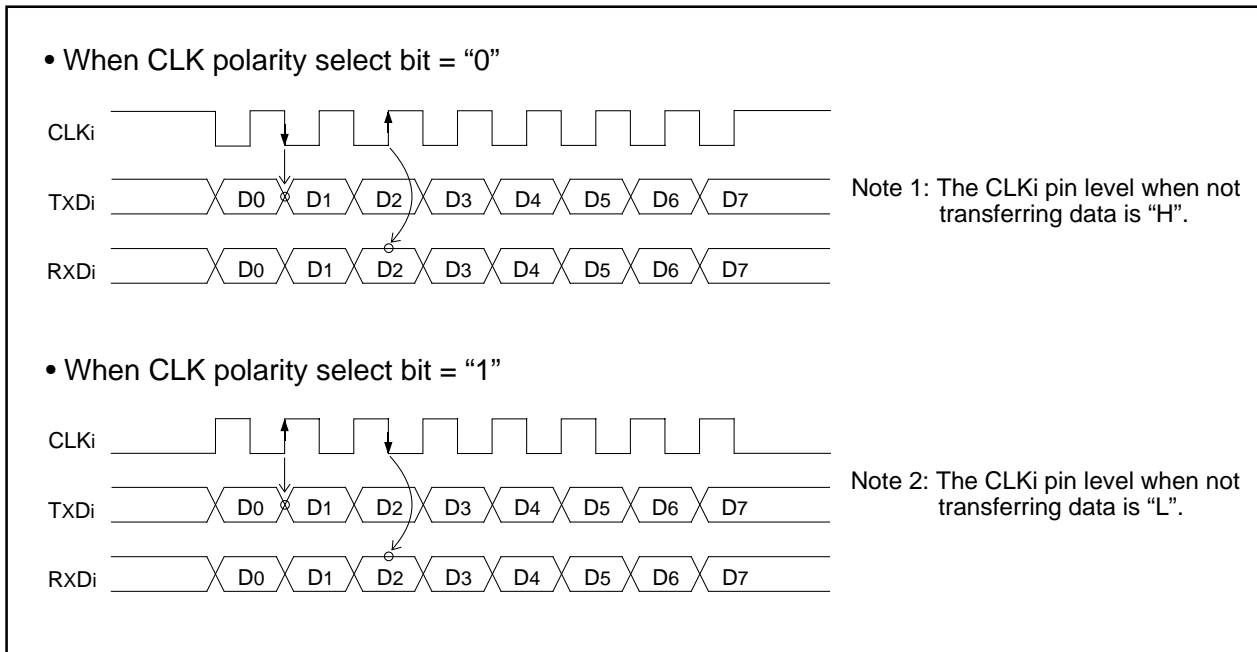 • When CLK polarity select bit = “0”
CLKi
TXDi
D0 D1 D2 D3 D4 D5 D6 D7
RXDi
D0 D1 D2 D3 D4 D5 D6 D7
Note 1: The CLKi pin level when not
transferring data is “H”.
• When CLK polarity select bit = “1”
CLKi
TXDi
D0 D1 D2 D3 D4 D5 D6 D7
RXDi
D0 D1 D2 D3 D4 D5 D6 D7
Note 2: The CLKi pin level when not
transferring data is “L”.